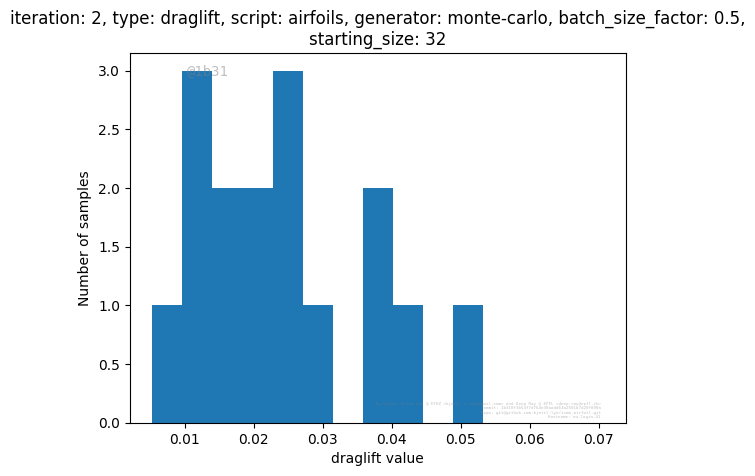 iteration: 2, type: draglift, script: airfoils, generator: monte-carlo, batch_size_factor: 0.5,
starting_size: 32
@1b31
3.0
2.5
2.0
1.5
1.0
0.5
0.0
Number of samples
0.01 0.02 0.03 0.04 0.05 0.06 0.07
draglift value